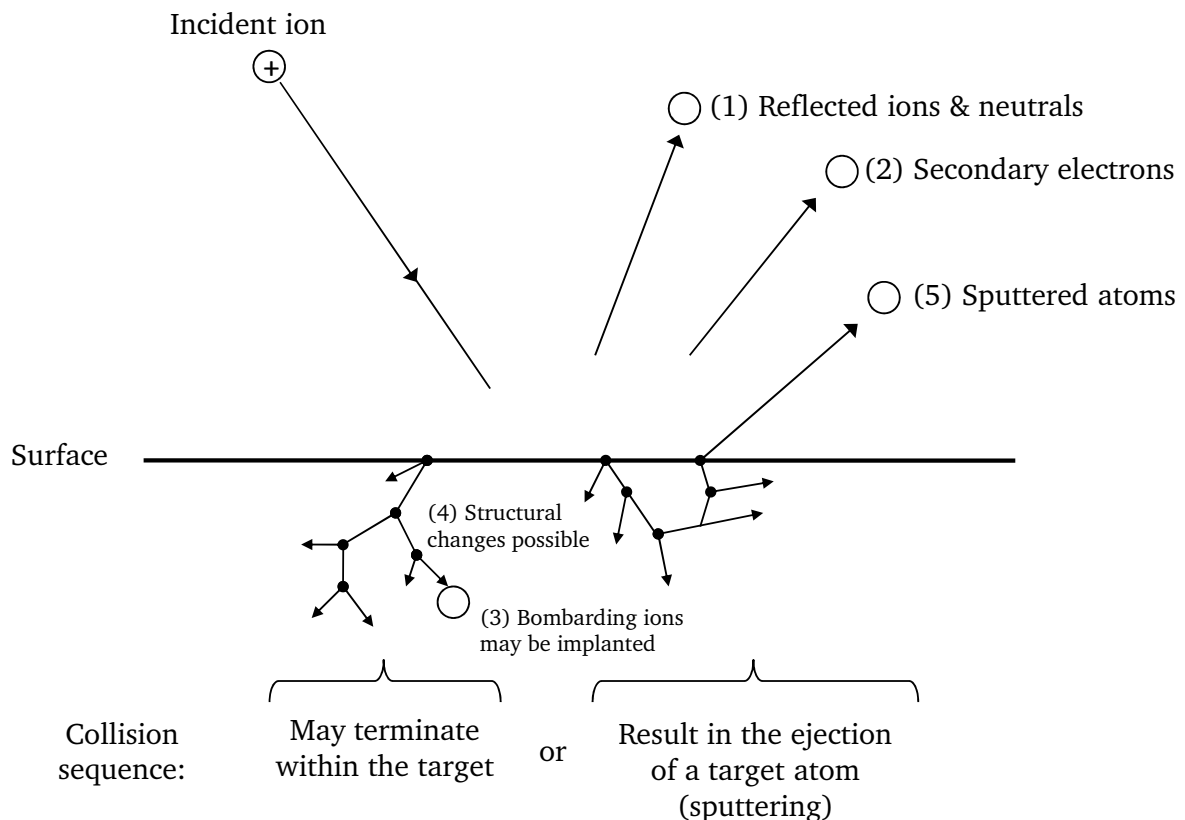 Incident ion
+
(1) Reflected ions & neutrals
(2) Secondary electrons
(5) Sputtered atoms
Surface
(4) Structural
changes possible
(3) Bombarding ions
may be implanted
Collision
sequence:
May terminate
within the target
or
Result in the ejection
of a target atom
(sputtering)